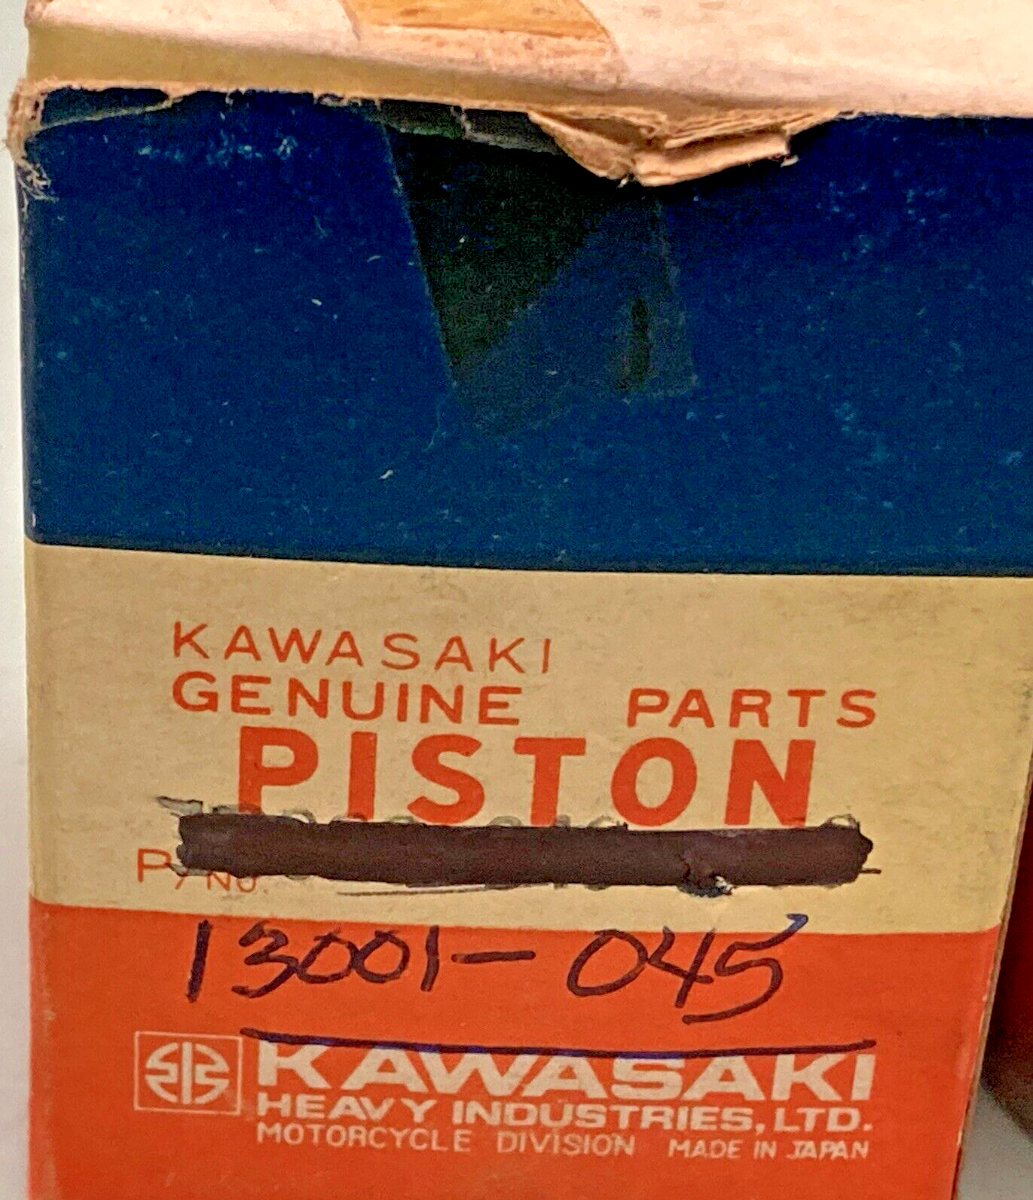 KAWASAKI
GENUINE PARTS
PISTON
P/NO.
13001-045
KAWASAKI
HEAVY INDUSTRIES, LTD.
MOTORCYCLE DIVISION MADE IN JAPAN